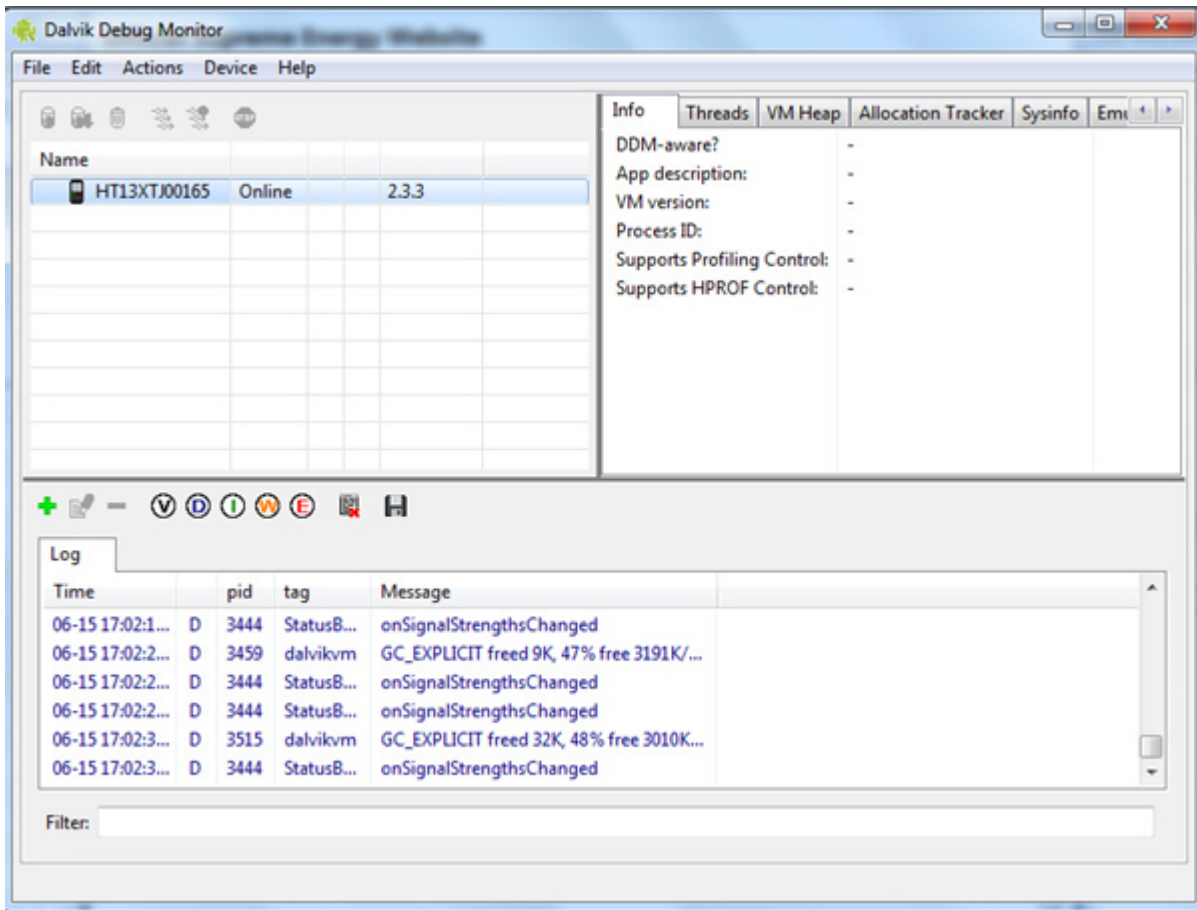 Dalvik Debug Monitor
File Edit Actions Device Help
Name
HT13XTJ00165 Online 2.3.3
Info Threads VM Heap Allocation Tracker Sysinfo Emu
DDM-aware? -
App description: -
VM version: -
Process ID: -
Supports Profiling Control: -
Supports HPROF Control: -
V D I W E
Log
Time pid tag Message
06-15 17:02:1... D 3444 StatusB... onSignalStrengthsChanged
06-15 17:02:2... D 3459 dalvikvm GC_EXPLICIT freed 9K, 47% free 3191K/...
06-15 17:02:2... D 3444 StatusB... onSignalStrengthsChanged
06-15 17:02:2... D 3444 StatusB... onSignalStrengthsChanged
06-15 17:02:3... D 3515 dalvikvm GC_EXPLICIT freed 32K, 48% free 3010K...
06-15 17:02:3... D 3444 StatusB... onSignalStrengthsChanged
Filter: